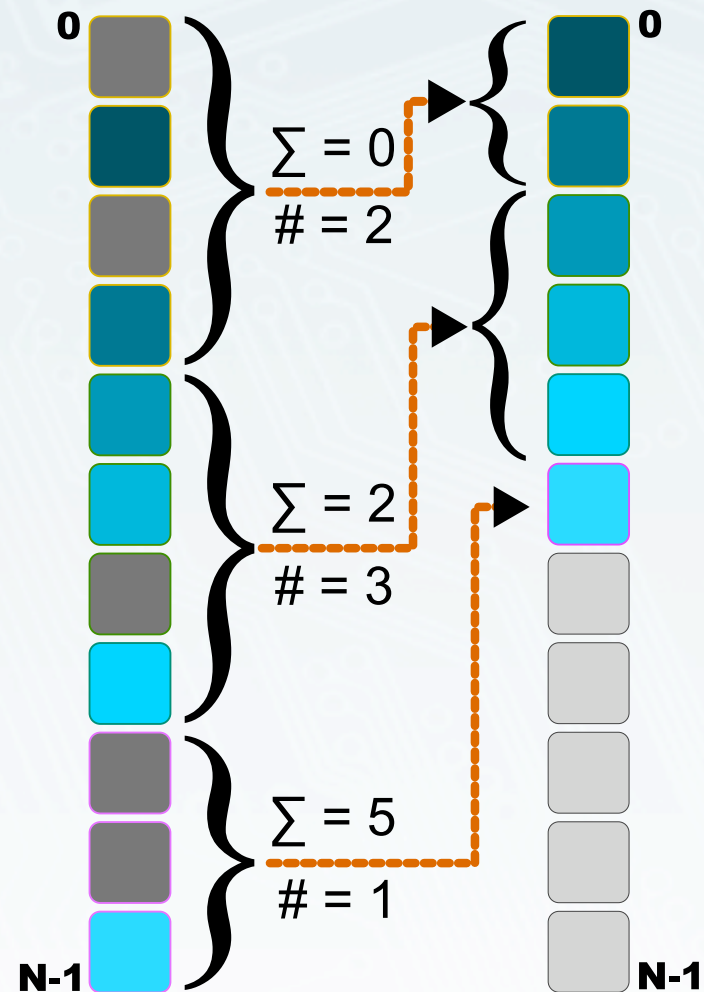 0
0
∑ = 0
# = 2
∑ = 2
# = 3
∑ = 5
# = 1
N-1
N-1